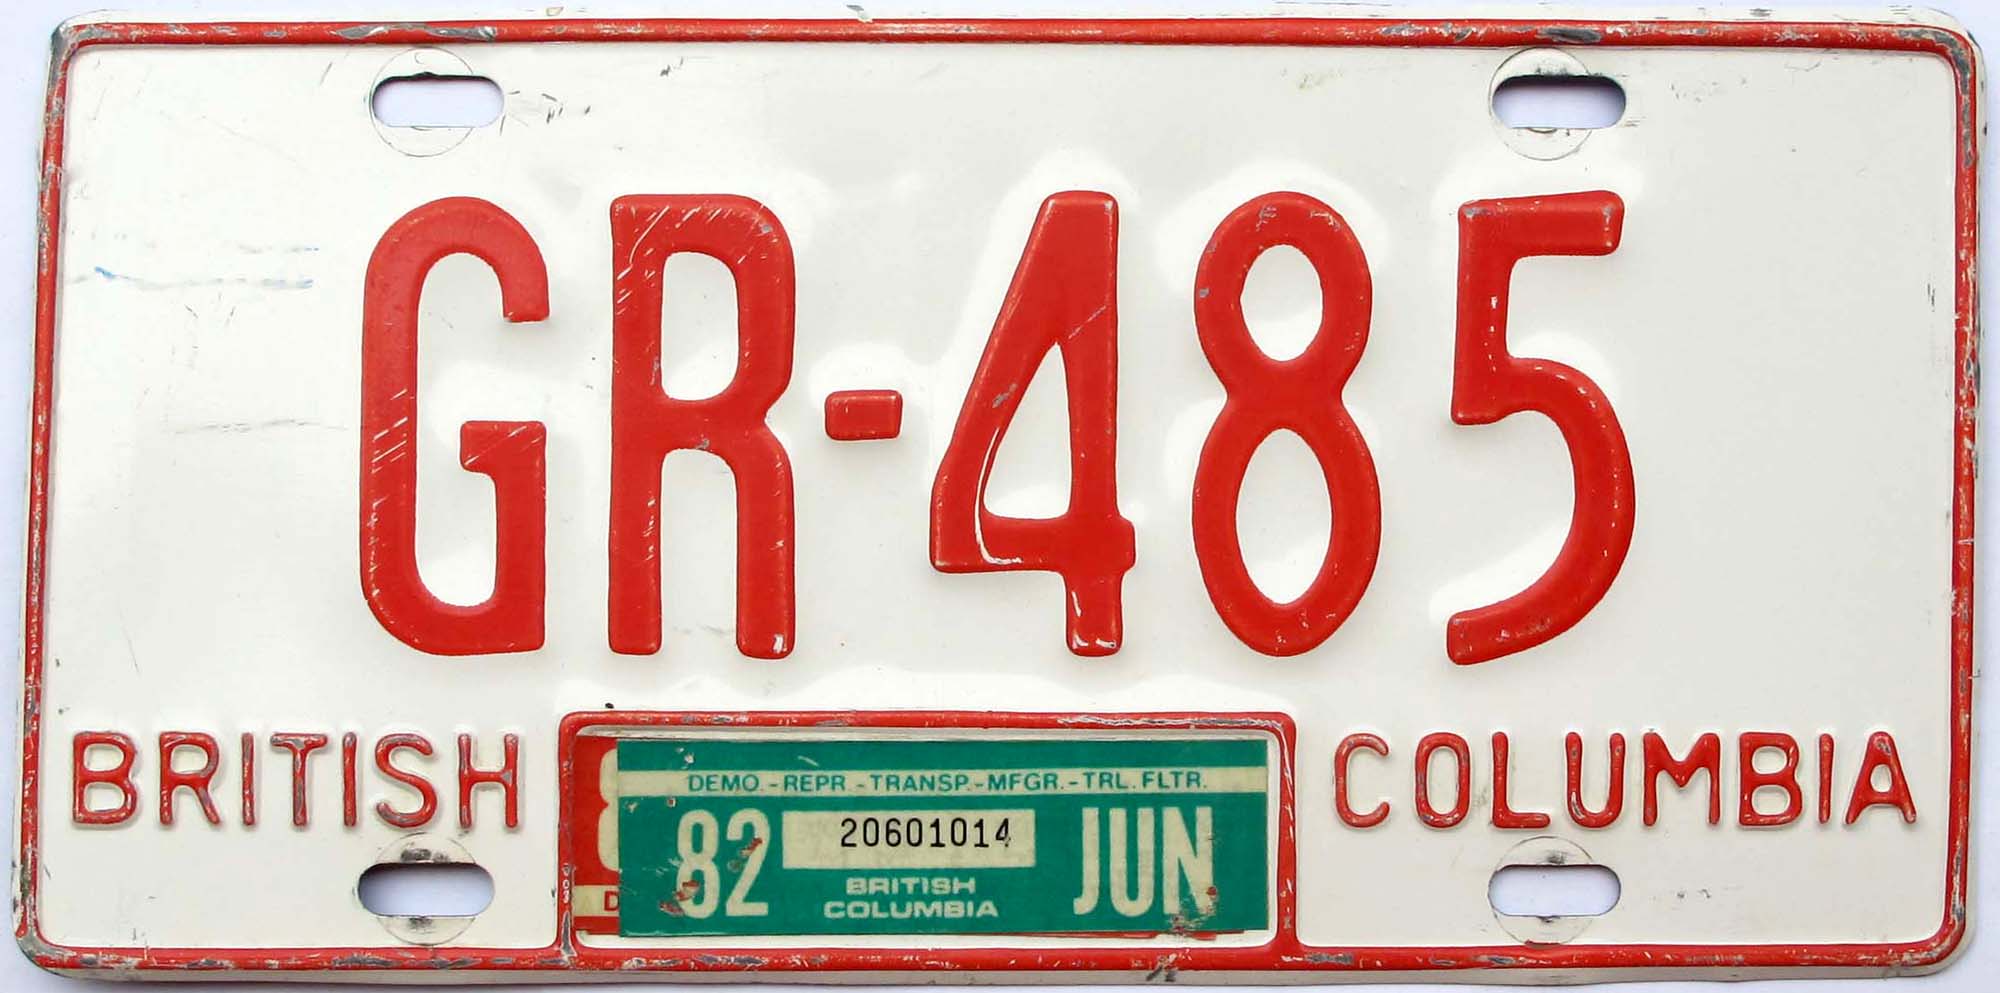 GR-485
BRITISH
COLUMBIA
DEMO.-REPR.-TRANSP.-MFGR.-TRL. FLTR.
82
20601014
JUN
BRITISH
COLUMBIA